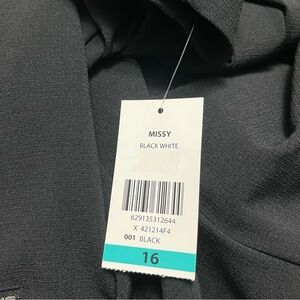 MISSY
BLACK WHITE
629135312644
X 421214F4
001 BLACK
16